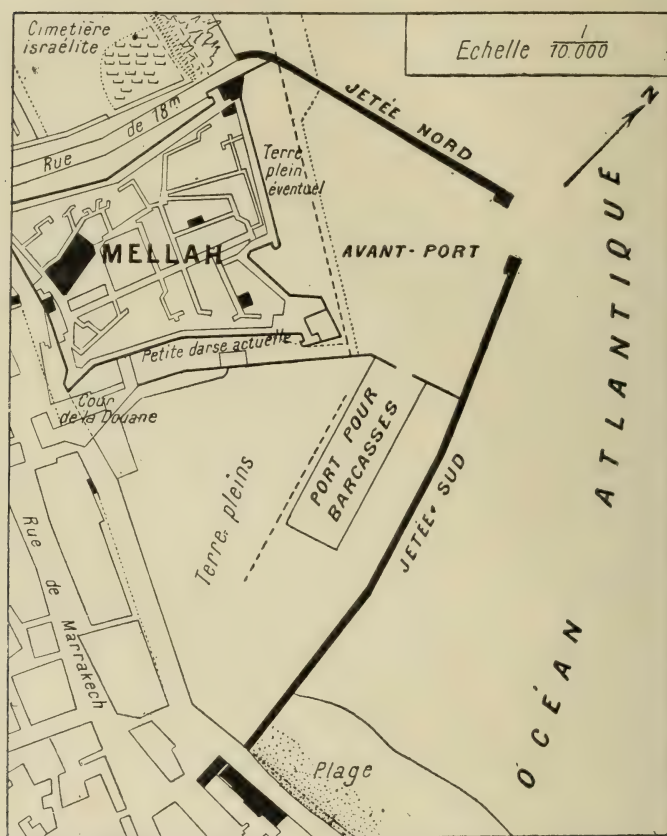 Cimetière
israélite
Echelle 1/10.000
N
JETÉE NORD
Rue de 18m
Terre
plein
éventuel
MELLAH
AVANT-PORT
ATLANTIQUE
Petite darse actuelle
Cour
de la Douane
PORT POUR
BARCASSES
Terre-pleins
JETÉE SUD
Rue de Marrakech
OCÉAN
Plage